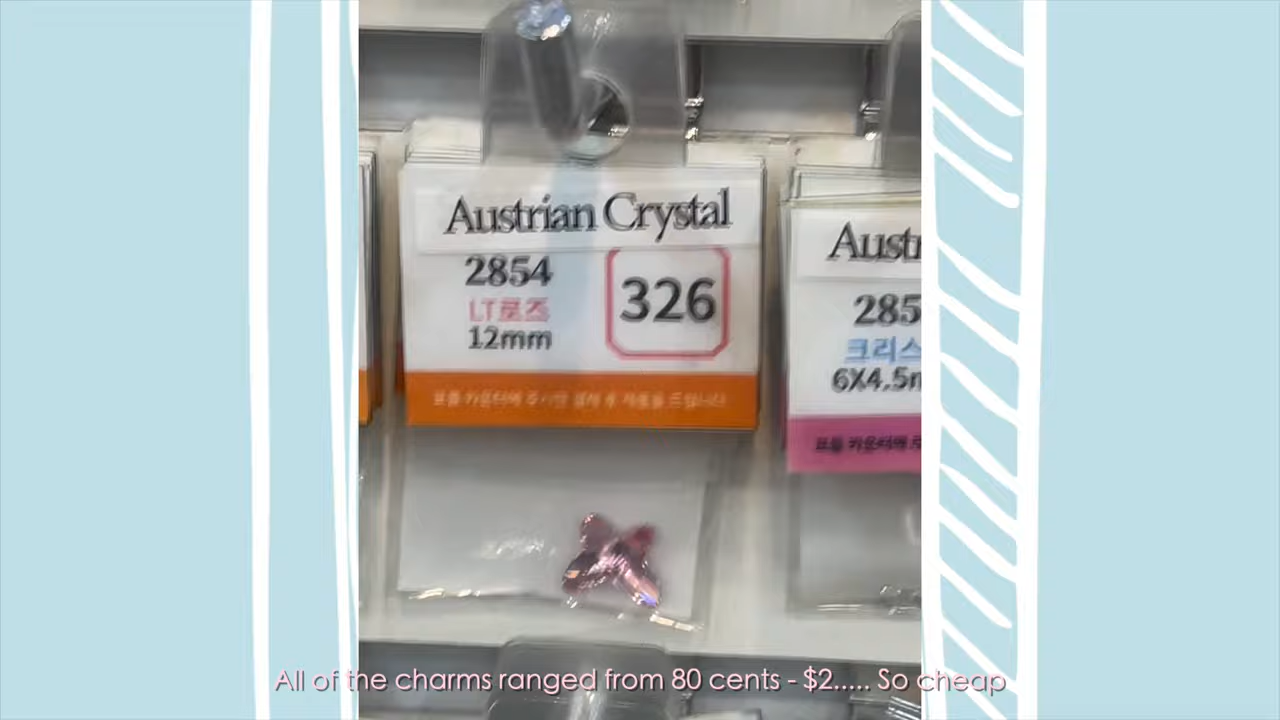 Austrian Crystal
2854
LT로즈
12mm
326
Austr
285
크리스
6X4.5m
All of the charms ranged from 80 cents - $2..... So cheap